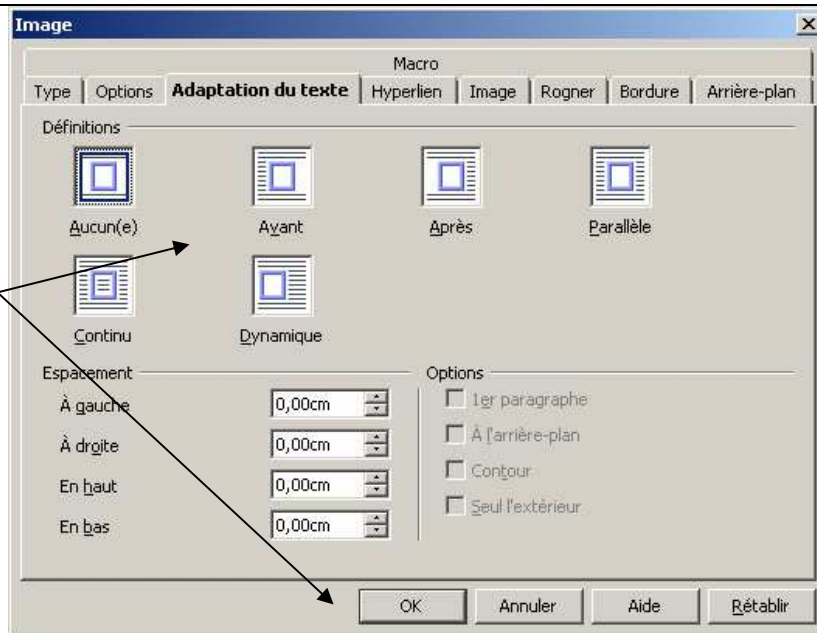 Image
Macro
Type Options Adaptation du texte Hyperlien Image Rogner Bordure Arrière-plan
Définitions
Aucun(e) Avant Après Parallèle
Continu Dynamique
Espacement Options
À gauche 0,00cm 1er paragraphe
À droite 0,00cm À l'arrière-plan
En haut 0,00cm Contour
En bas 0,00cm Seul l'extérieur
OK Annuler Aide Rétablir